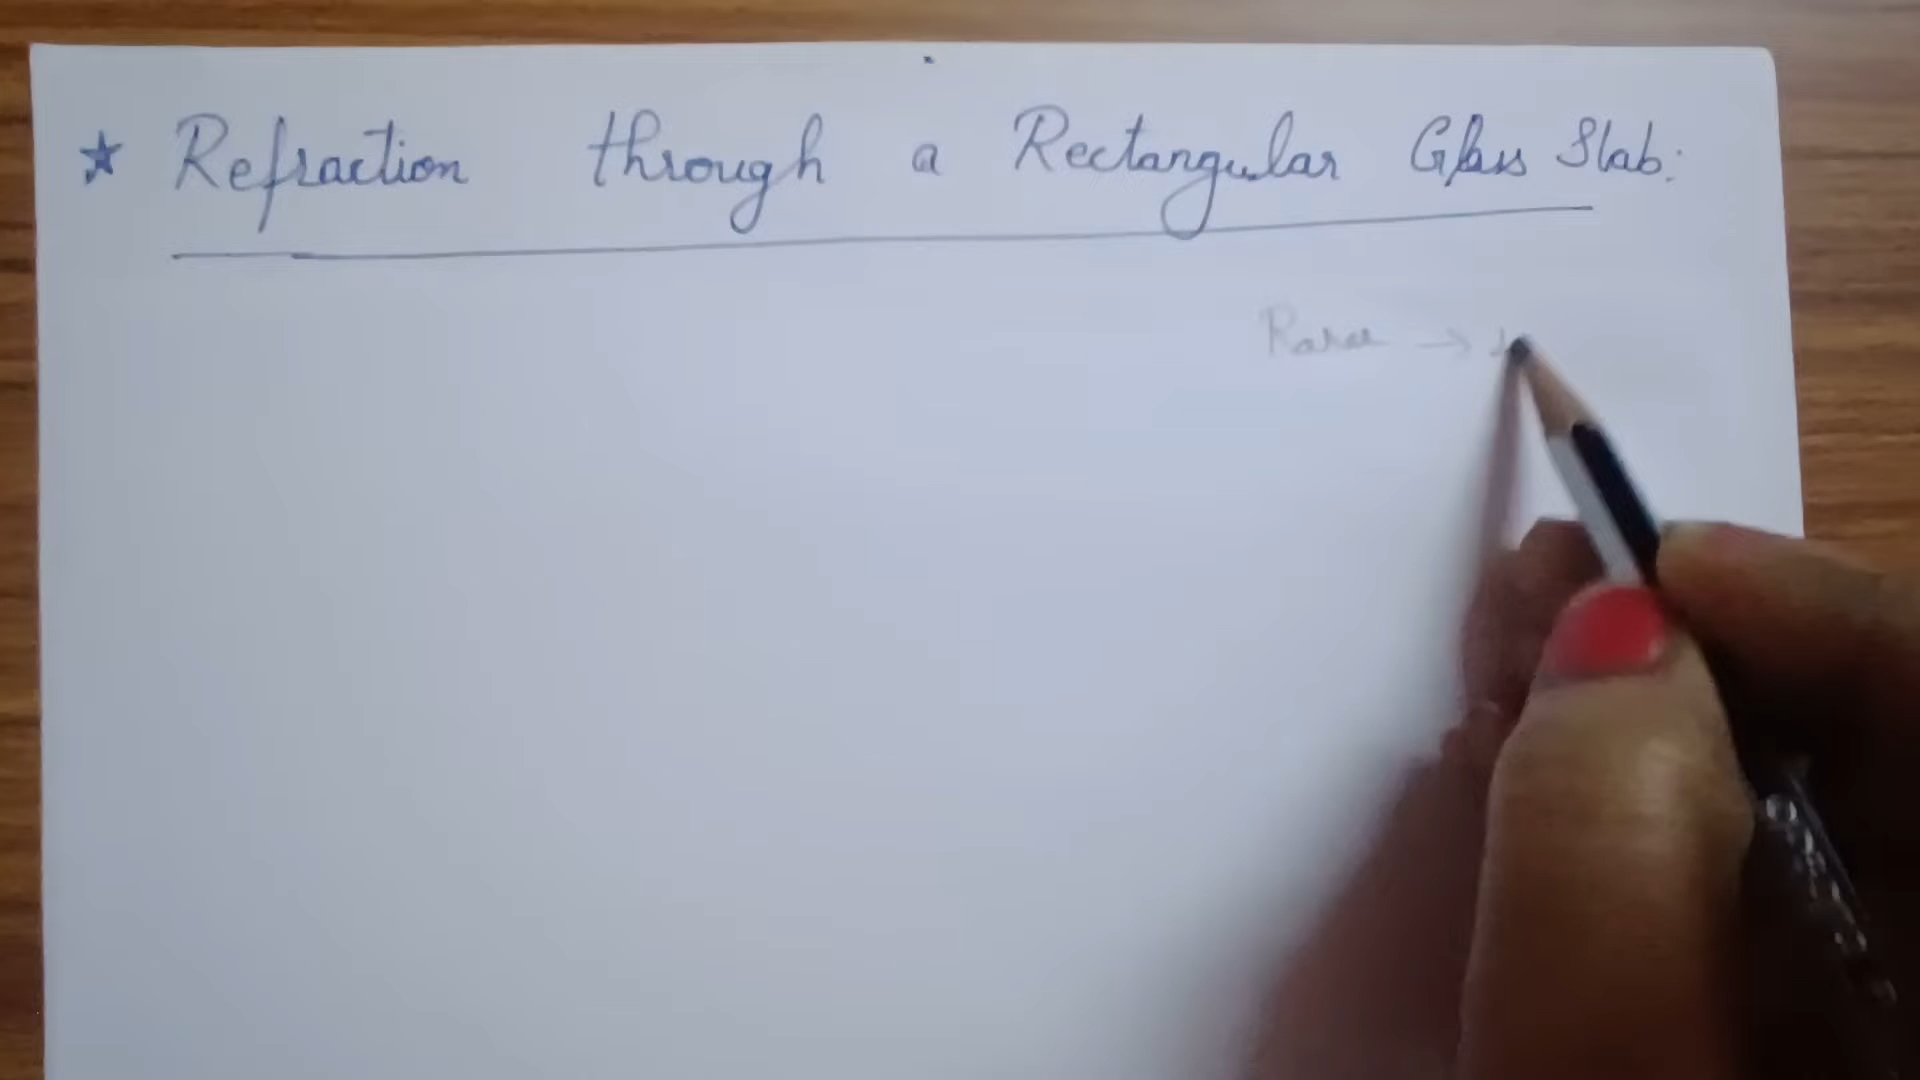 ★ Refraction through a Rectangular Glass Slab:
Rarer →